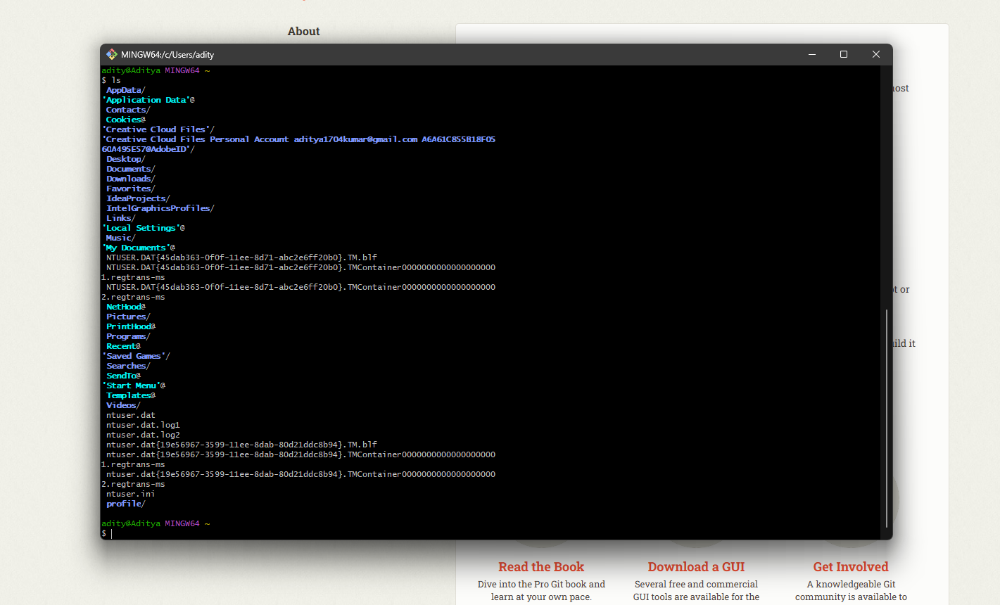 About
MINGW64:/c/Users/adity
adity@Aditya MINGW64 ~
$ ls
AppData/
'Application Data'@
Contacts/
Cookies@
'Creative Cloud Files'/
'Creative Cloud Files Personal Account aditya1704kumar@gmail.com A6A61C855B18F05
60A495E57@AdobeID'/
Desktop/
Documents/
Downloads/
Favorites/
IdeaProjects/
IntelGraphicsProfiles/
Links/
'Local Settings'@
Music/
'My Documents'@
NTUSER.DAT{45dab363-0f0f-11ee-8d71-abc2e6ff20b0}.TM.blf
NTUSER.DAT{45dab363-0f0f-11ee-8d71-abc2e6ff20b0}.TMContainer0000000000000000000
1.regtrans-ms
NTUSER.DAT{45dab363-0f0f-11ee-8d71-abc2e6ff20b0}.TMContainer0000000000000000000
2.regtrans-ms
NetHood@
Pictures/
PrintHood@
Programs/
Recent@
'Saved Games'/
Searches/
SendTo@
'Start Menu'@
Templates@
Videos/
ntuser.dat
ntuser.dat.log1
ntuser.dat.log2
ntuser.dat{19e56967-3599-11ee-8dab-80d21ddc8b94}.TM.blf
ntuser.dat{19e56967-3599-11ee-8dab-80d21ddc8b94}.TMContainer0000000000000000000
1.regtrans-ms
ntuser.dat{19e56967-3599-11ee-8dab-80d21ddc8b94}.TMContainer0000000000000000000
2.regtrans-ms
ntuser.ini
profile/
adity@Aditya MINGW64 ~
$
or
it
Read the Book
Dive into the Pro Git book and
learn at your own pace.
Download a GUI
Several free and commercial
GUI tools are available for the
Get Involved
A knowledgeable Git
community is available to